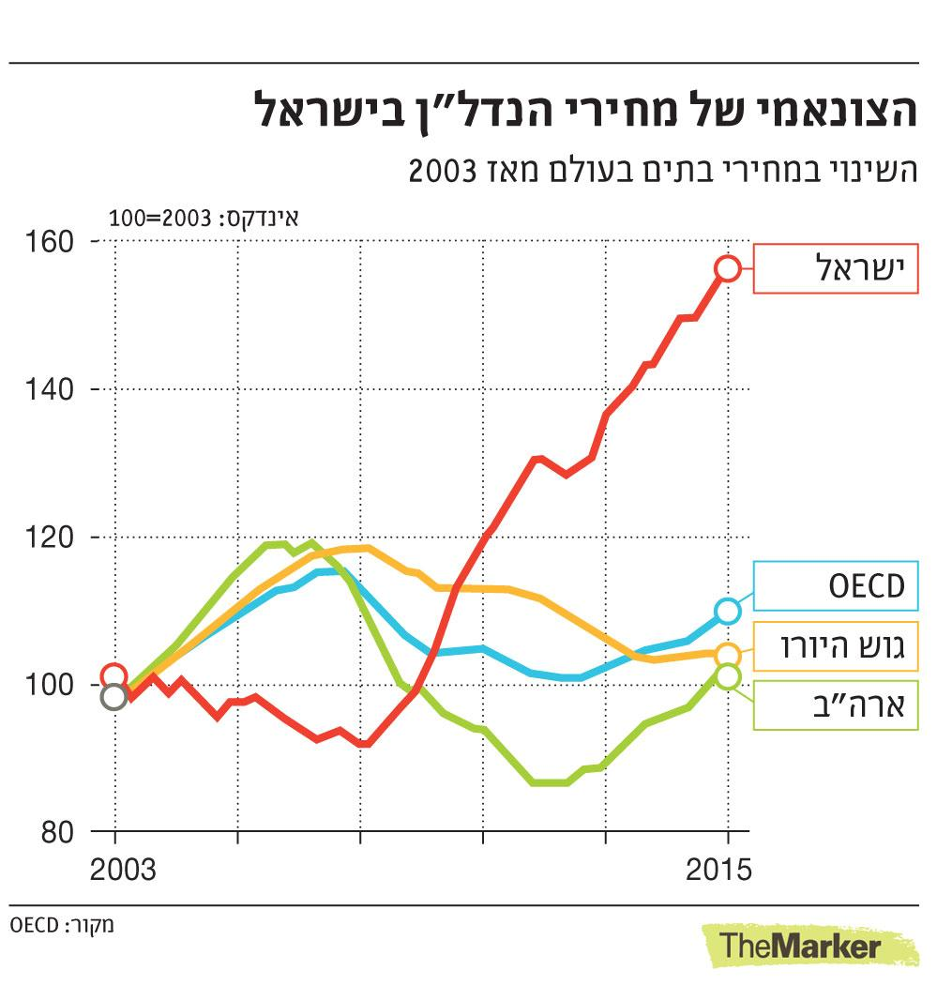 הצונאמי של מחירי הנדל"ן בישראל
השינוי במחירי בתים בעולם מאז 2003
אינדקס: 2003=100
160
140
120
100
80
2003
2015
ישראל
OECD
גוש היורו
ארה"ב
מקור: OECD
TheMarker